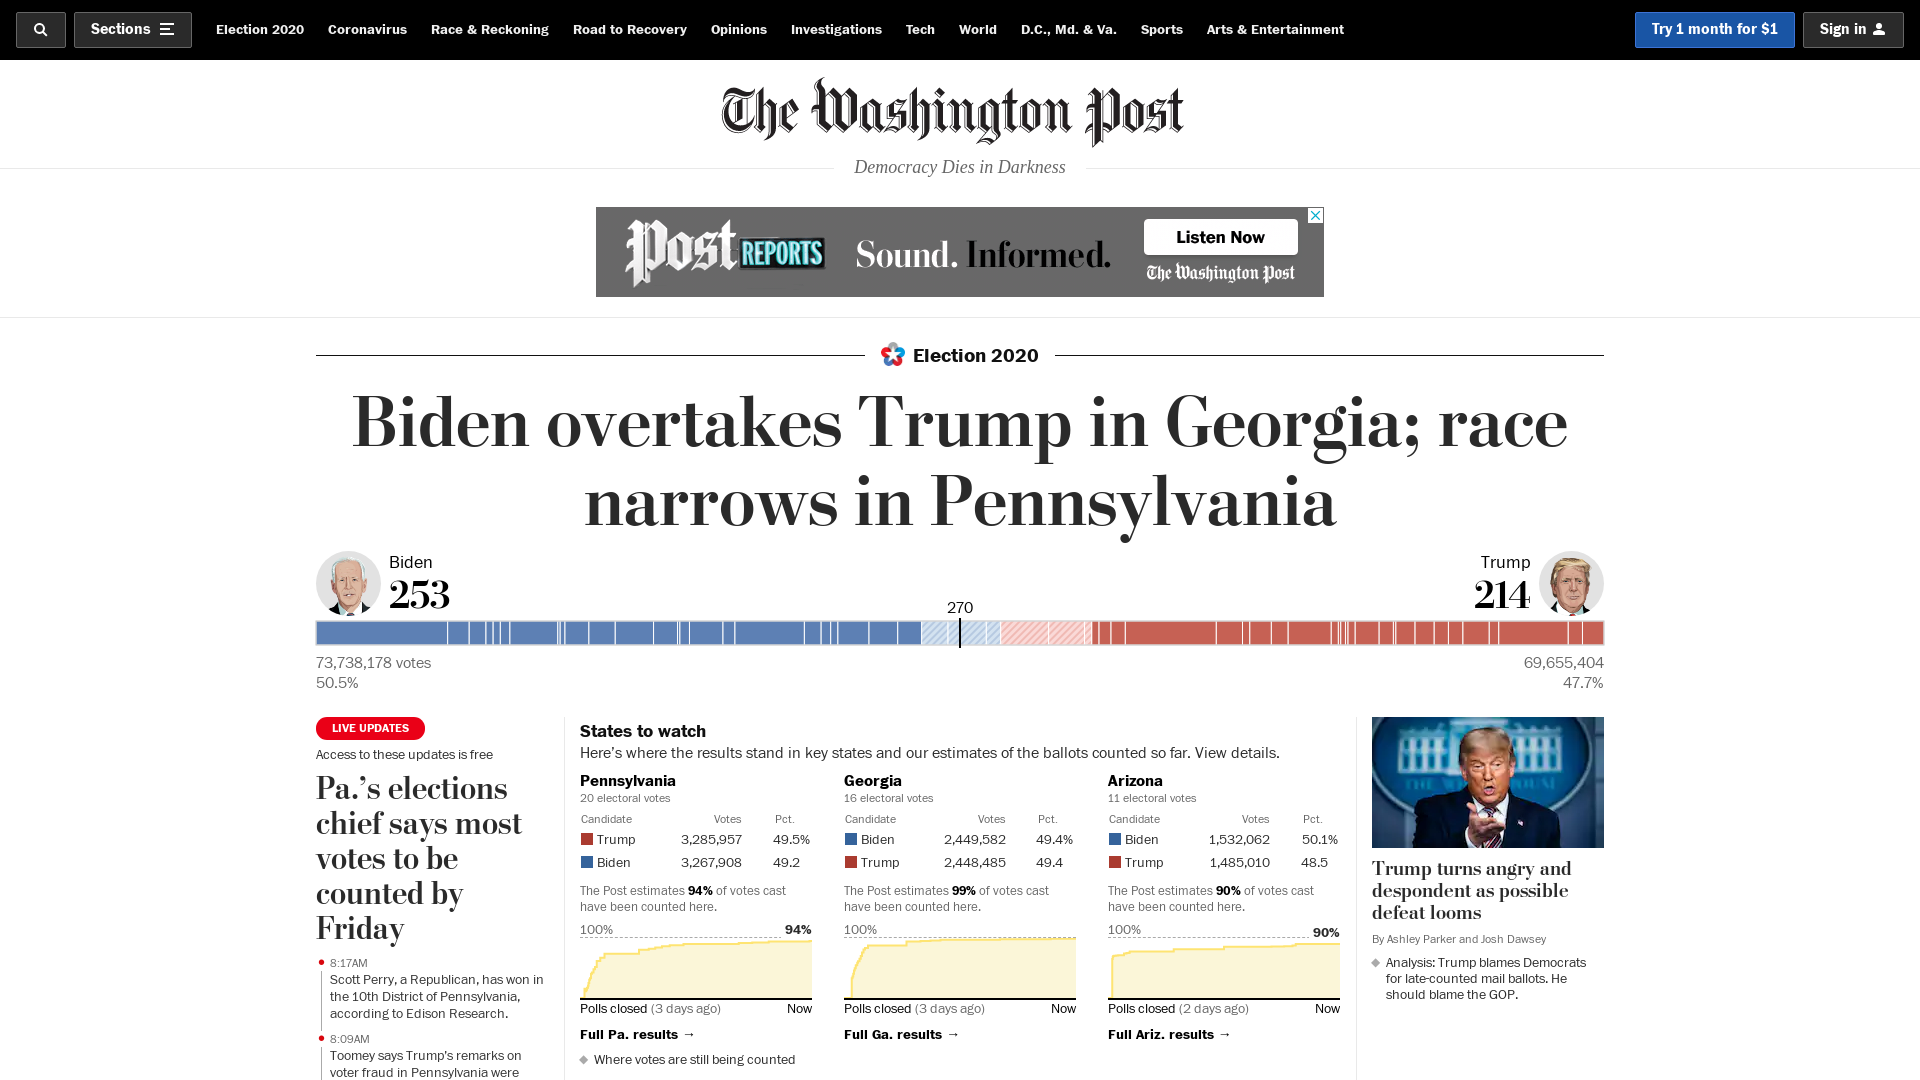 Sections
Election 2020
Coronavirus
Race & Reckoning
Road to Recovery
Opinions
Investigations
Tech
World
D.C., Md. & Va.
Sports
Arts & Entertainment
Try 1 month for $1
Sign in
The Washington Post
Democracy Dies in Darkness
Post REPORTS
Sound. Informed.
Listen Now
The Washington Post
Election 2020
Biden overtakes Trump in Georgia; race
narrows in Pennsylvania
Biden
253
270
Trump
214
73,738,178 votes
50.5%
69,655,404
47.7%
LIVE UPDATES
Access to these updates is free
Pa.’s elections
chief says most
votes to be
counted by
Friday
8:17AM
Scott Perry, a Republican, has won in
the 10th District of Pennsylvania,
according to Edison Research.
8:09AM
Toomey says Trump’s remarks on
voter fraud in Pennsylvania were
States to watch
Here’s where the results stand in key states and our estimates of the ballots counted so far. View details.
Pennsylvania
20 electoral votes
Candidate Votes Pct.
Trump 3,285,957 49.5%
Biden 3,267,908 49.2
The Post estimates 94% of votes cast
have been counted here.
100% 94%
Polls closed (3 days ago) Now
Full Pa. results →
Where votes are still being counted
Georgia
16 electoral votes
Candidate Votes Pct.
Biden 2,449,582 49.4%
Trump 2,448,485 49.4
The Post estimates 99% of votes cast
have been counted here.
100%
Polls closed (3 days ago) Now
Full Ga. results →
Arizona
11 electoral votes
Candidate Votes Pct.
Biden 1,532,062 50.1%
Trump 1,485,010 48.5
The Post estimates 90% of votes cast
have been counted here.
100% 90%
Polls closed (2 days ago) Now
Full Ariz. results →
Trump turns angry and
despondent as possible
defeat looms
By Ashley Parker and Josh Dawsey
Analysis: Trump blames Democrats
for late-counted mail ballots. He
should blame the GOP.